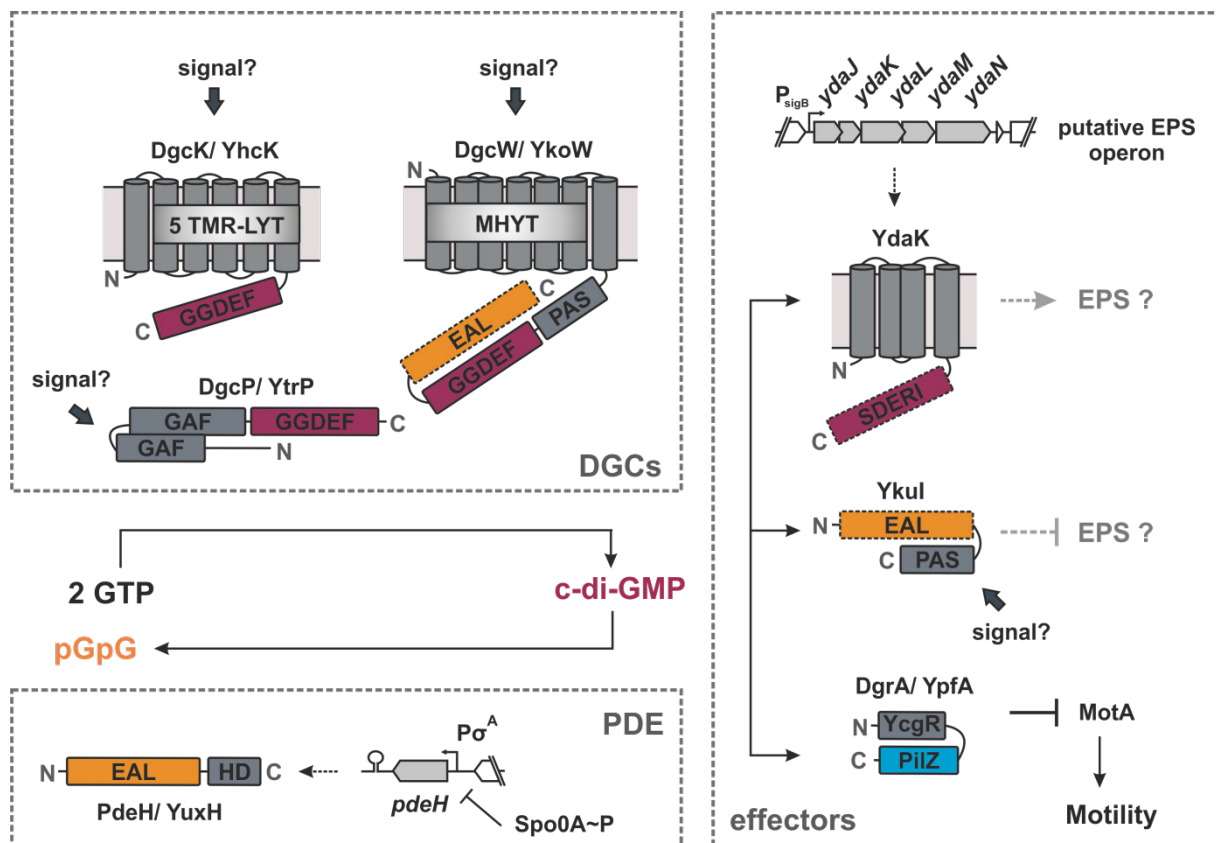 signal?
signal?
DgcK/ YhcK
DgcW/ YkoW
N
5 TMR-LYT
MHYT
N
C
GGDEF
C
EAL
GGDEF
PAS
signal?
DgcP/ YtrP
GAF
GGDEF
C
GAF
N
DGCs
2 GTP
c-di-GMP
pGpG
PDE
N
EAL
HD
C
PdeH/ YuxH
Pσᴬ
pdeH
Spo0A~P
PsigB
ydaJ
ydaK
ydaL
ydaM
ydaN
putative EPS
operon
YdaK
N
EPS ?
SDERI
C
YkuI
N
EAL
C
PAS
EPS ?
signal?
DgrA/ YpfA
N
YcgR
C
PilZ
MotA
Motility
effectors